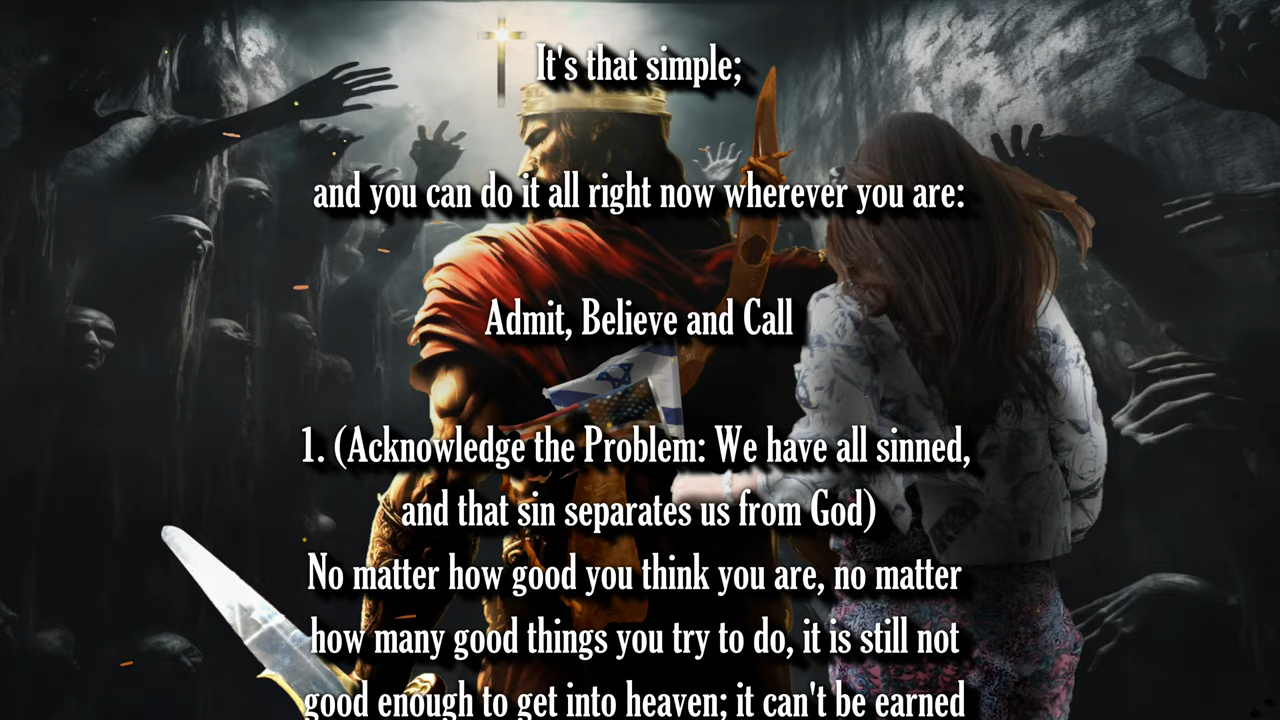 It's that simple;
and you can do it all right now wherever you are:
Admit, Believe and Call
1. (Acknowledge the Problem: We have all sinned,
and that sin separates us from God)
No matter how good you think you are, no matter
how many good things you try to do, it is still not
good enough to get into heaven; it can't be earned